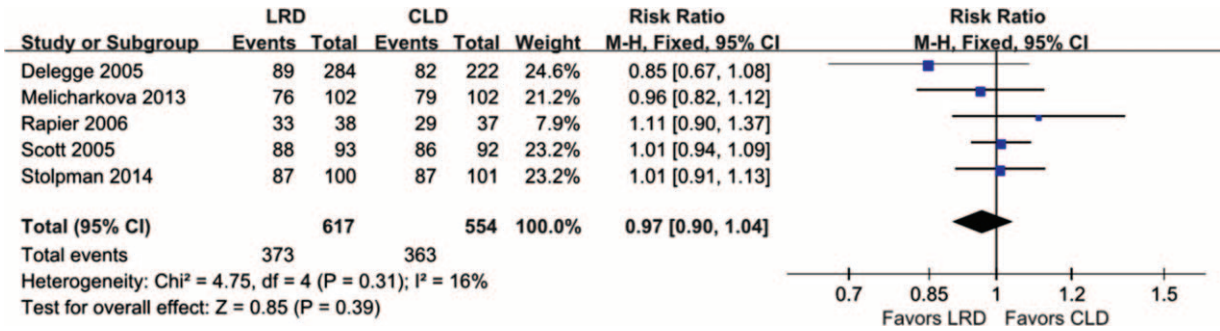 LRD CLD Risk Ratio Risk Ratio
Study or Subgroup Events Total Events Total Weight M-H, Fixed, 95% CI M-H, Fixed, 95% CI
Delegge 2005 89 284 82 222 24.6% 0.85 [0.67, 1.08]
Melicharkova 2013 76 102 79 102 21.2% 0.96 [0.82, 1.12]
Rapier 2006 33 38 29 37 7.9% 1.11 [0.90, 1.37]
Scott 2005 88 93 86 92 23.2% 1.01 [0.94, 1.09]
Stolpman 2014 87 100 87 101 23.2% 1.01 [0.91, 1.13]
Total (95% CI) 617 554 100.0% 0.97 [0.90, 1.04]
Total events 373 363
Heterogeneity: Chi² = 4.75, df = 4 (P = 0.31); I² = 16%
Test for overall effect: Z = 0.85 (P = 0.39)
0.7 0.85 1 1.2 1.5
Favors LRD Favors CLD